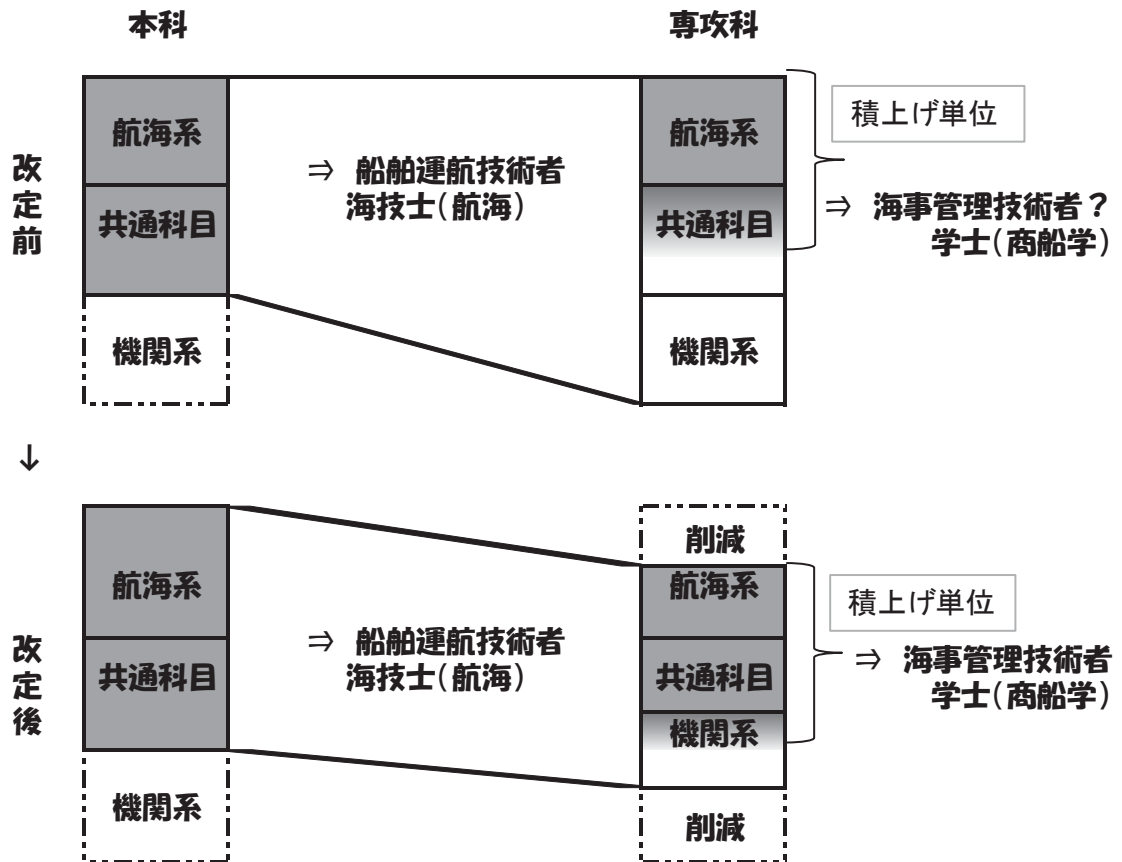 本科
専攻科
改定前
航海系
共通科目
機関系
⇒ 船舶運航技術者
海技士(航海)
航海系
共通科目
機関系
積上げ単位
⇒ 海事管理技術者？
学士(商船学)
↓
改定後
航海系
共通科目
機関系
⇒ 船舶運航技術者
海技士(航海)
削減
航海系
共通科目
機関系
削減
積上げ単位
⇒ 海事管理技術者
学士(商船学)